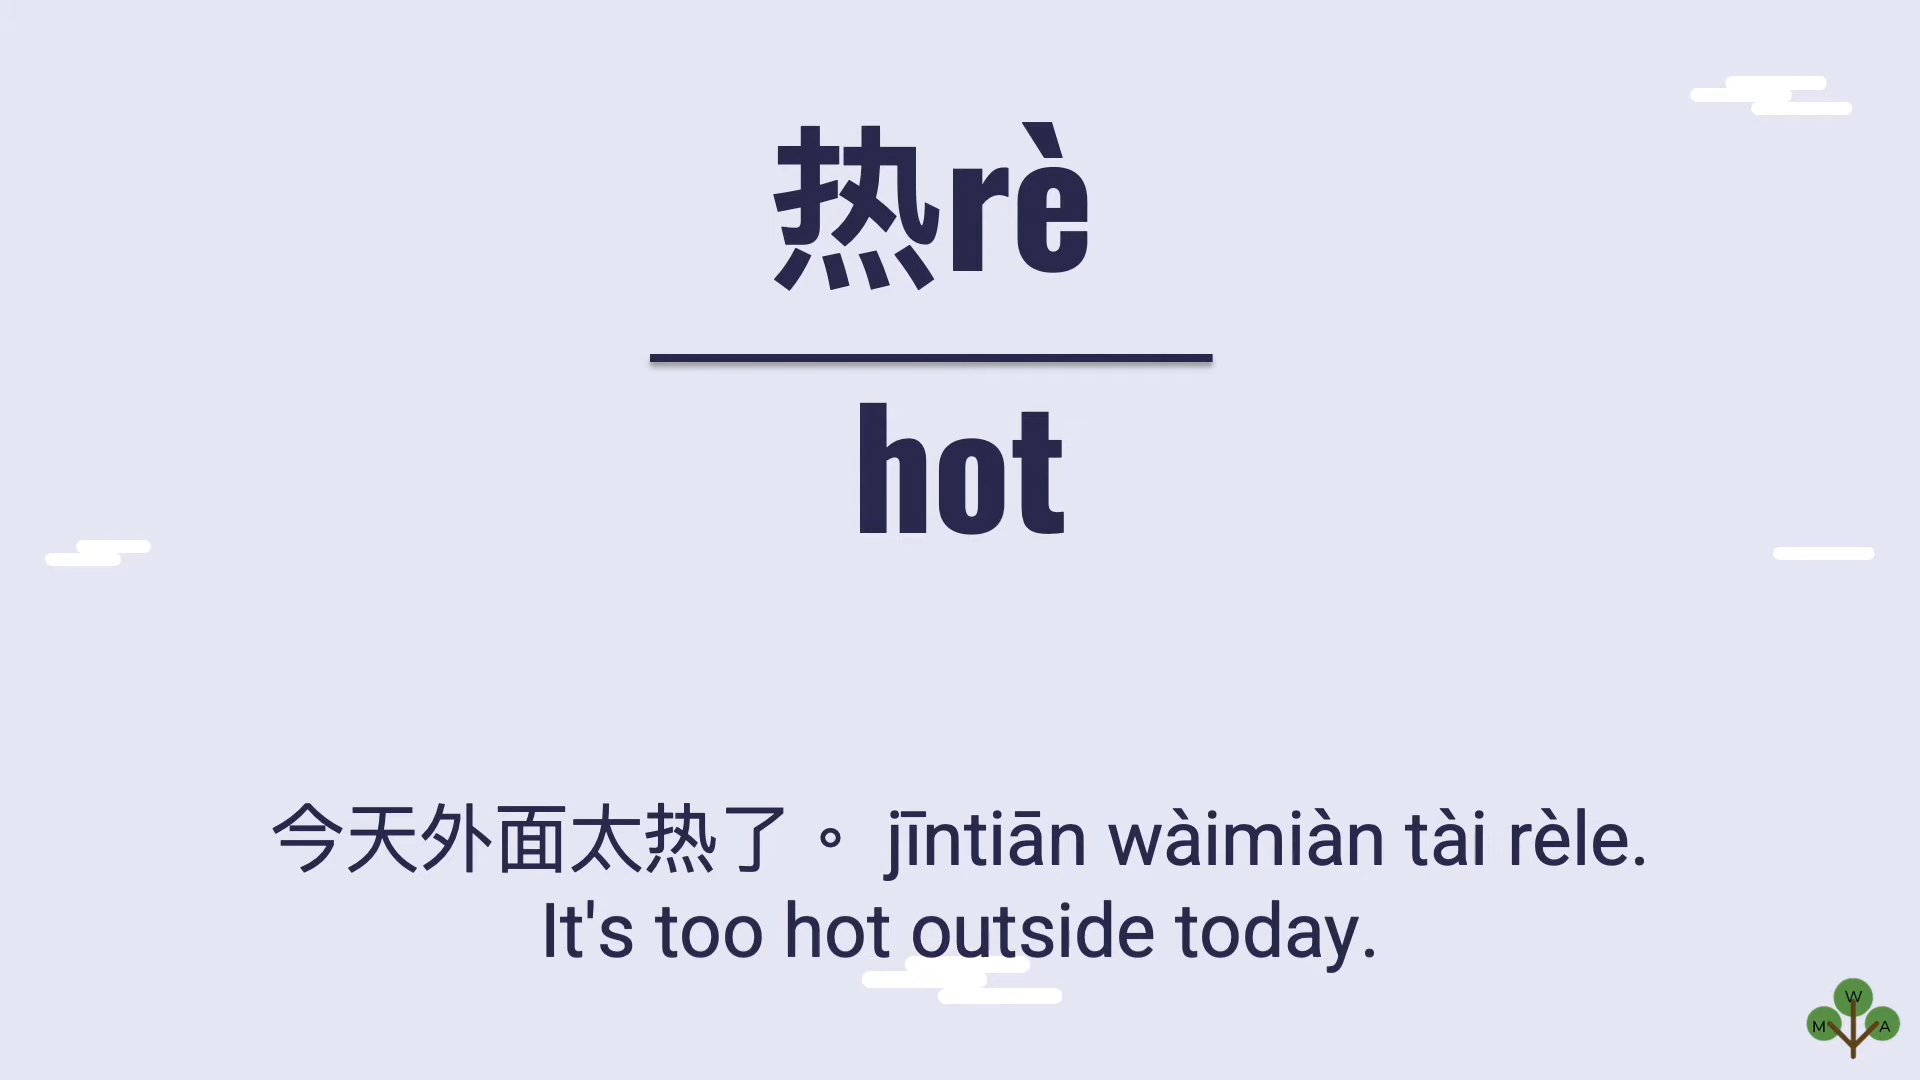 热rè
hot
今天外面太热了。 jīntiān wàimiàn tài rèle.
It's too hot outside today.
W
M A